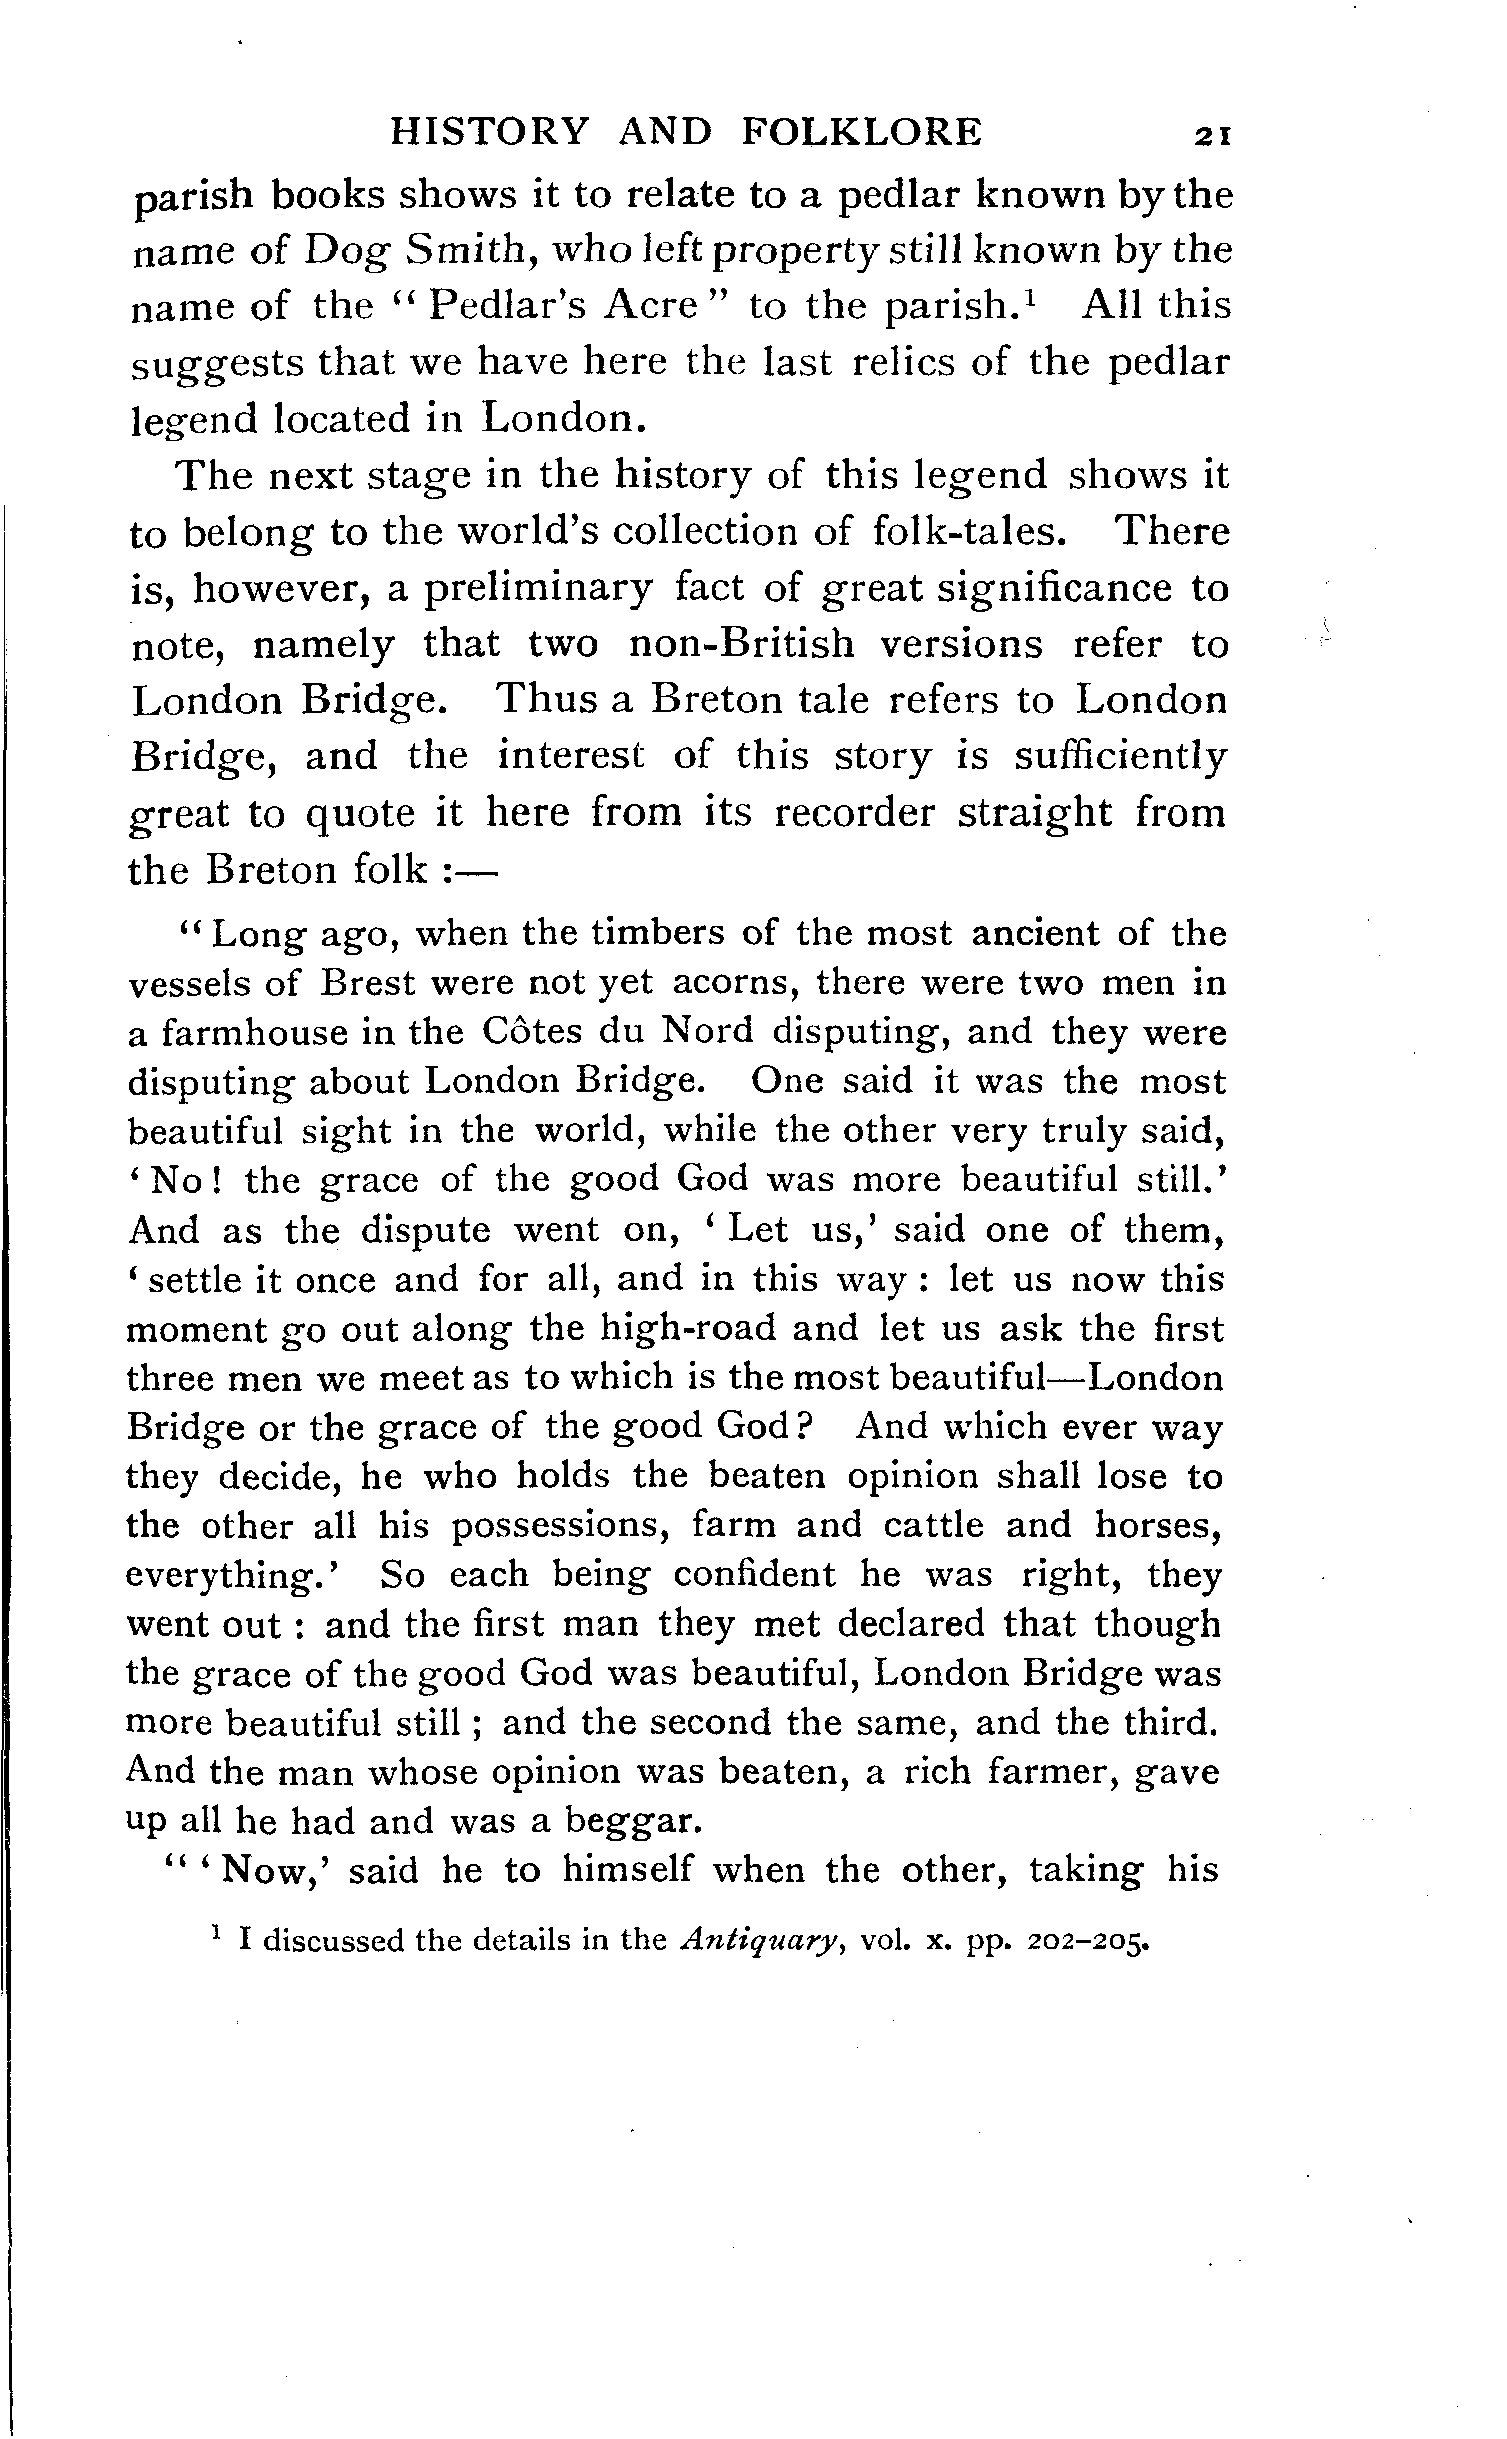 HISTORY AND FOLKLORE 21
parish books shows it to relate to a pedlar known by the
name of Dog Smith, who left property still known by the
name of the “ Pedlar’s Acre ” to the parish.¹ All this
suggests that we have here the last relics of the pedlar
legend located in London.
The next stage in the history of this legend shows it
to belong to the world’s collection of folk-tales. There
is, however, a preliminary fact of great significance to
note, namely that two non-British versions refer to
London Bridge. Thus a Breton tale refers to London
Bridge, and the interest of this story is sufficiently
great to quote it here from its recorder straight from
the Breton folk :—
“ Long ago, when the timbers of the most ancient of the
vessels of Brest were not yet acorns, there were two men in
a farmhouse in the Côtes du Nord disputing, and they were
disputing about London Bridge. One said it was the most
beautiful sight in the world, while the other very truly said,
‘ No ! the grace of the good God was more beautiful still.’
And as the dispute went on, ‘ Let us,’ said one of them,
‘ settle it once and for all, and in this way : let us now this
moment go out along the high-road and let us ask the first
three men we meet as to which is the most beautiful—London
Bridge or the grace of the good God ? And which ever way
they decide, he who holds the beaten opinion shall lose to
the other all his possessions, farm and cattle and horses,
everything.’ So each being confident he was right, they
went out : and the first man they met declared that though
the grace of the good God was beautiful, London Bridge was
more beautiful still ; and the second the same, and the third.
And the man whose opinion was beaten, a rich farmer, gave
up all he had and was a beggar.
“ ‘ Now,’ said he to himself when the other, taking his
¹ I discussed the details in the Antiquary, vol. x. pp. 202–205.